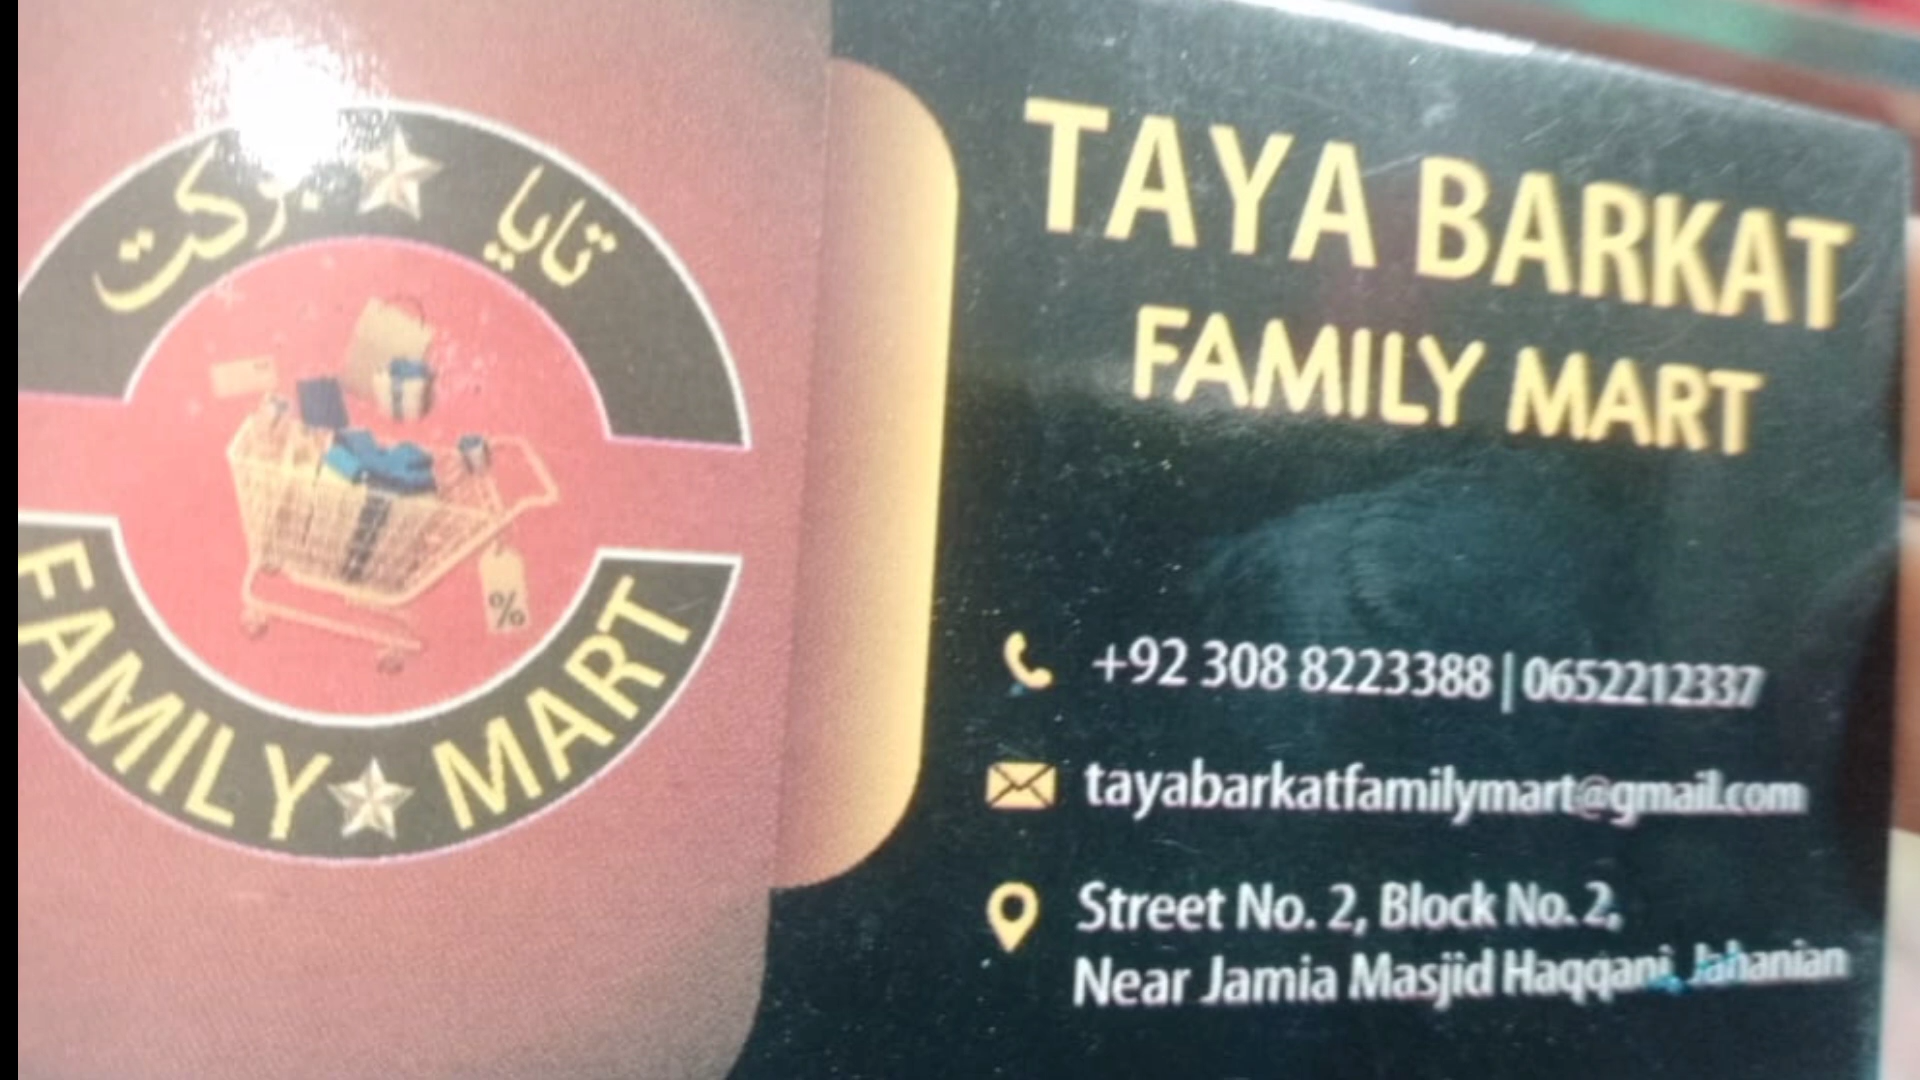 تایا برکت
FAMILY MART
%
TAYA BARKAT
FAMILY MART
+92 308 8223388 | 0652212337
tayabarkatfamilymart@gmail.com
Street No. 2, Block No. 2,
Near Jamia Masjid Haqqani, Jahanian